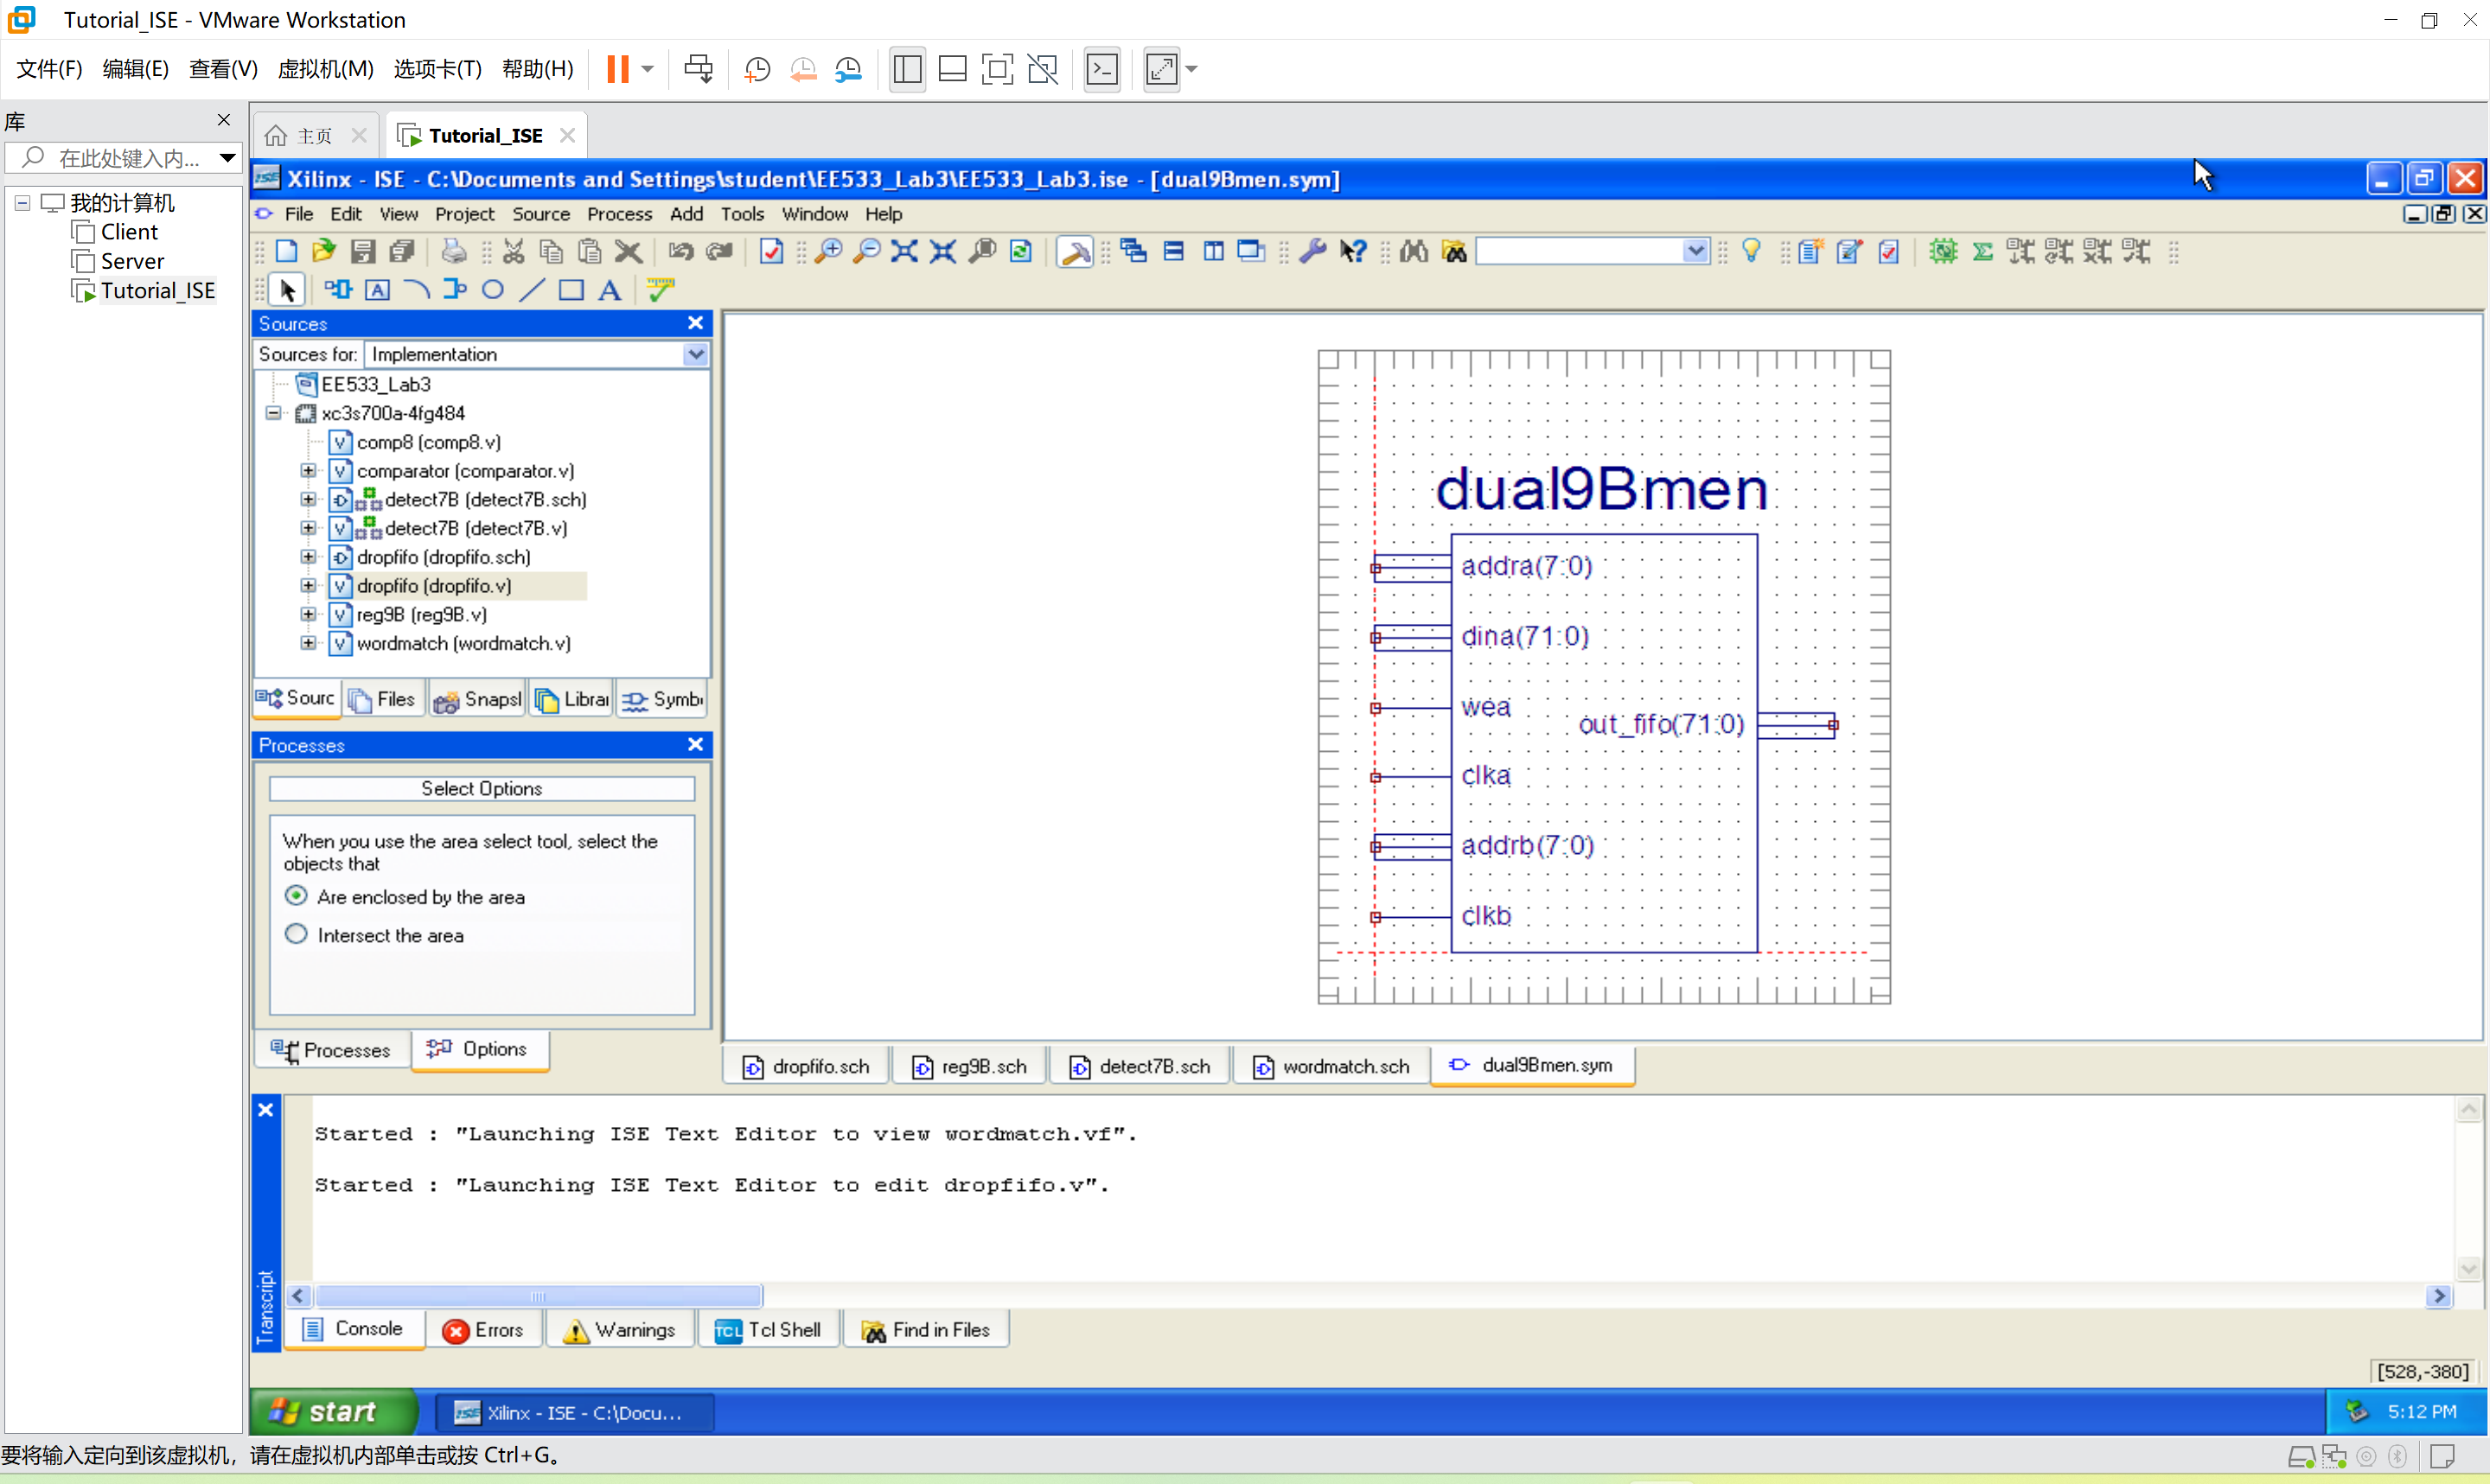 Tutorial_ISE - VMware Workstation
文件(F) 编辑(E) 查看(V) 虚拟机(M) 选项卡(T) 帮助(H)
库
在此处键入内...
我的计算机
Client
Server
Tutorial_ISE
主页
Tutorial_ISE
Xilinx - ISE - C:\Documents and Settings\student\EE533_Lab3\EE533_Lab3.ise - [dual9Bmen.sym]
File Edit View Project Source Process Add Tools Window Help
Sources
Sources for: Implementation
EE533_Lab3
xc3s700a-4fg484
comp8 (comp8.v)
comparator (comparator.v)
detect7B (detect7B.sch)
detect7B (detect7B.v)
dropfifo (dropfifo.sch)
dropfifo (dropfifo.v)
reg9B (reg9B.v)
wordmatch (wordmatch.v)
Sourc Files Snapsl Librai Symb
Processes
Select Options
When you use the area select tool, select the
objects that
Are enclosed by the area
Intersect the area
Processes Options
dual9Bmen
addra(7:0)
dina(71:0)
wea
out_fifo(71:0)
clka
addrb(7:0)
clkb
dropfifo.sch reg9B.sch detect7B.sch wordmatch.sch dual9Bmen.sym
Started : "Launching ISE Text Editor to view wordmatch.vf".
Started : "Launching ISE Text Editor to edit dropfifo.v".
Transcript
Console Errors Warnings TCL Tcl Shell Find in Files
[528,-380]
start
Xilinx - ISE - C:\Docu...
5:12 PM
要将输入定向到该虚拟机，请在虚拟机内部单击或按 Ctrl+G。